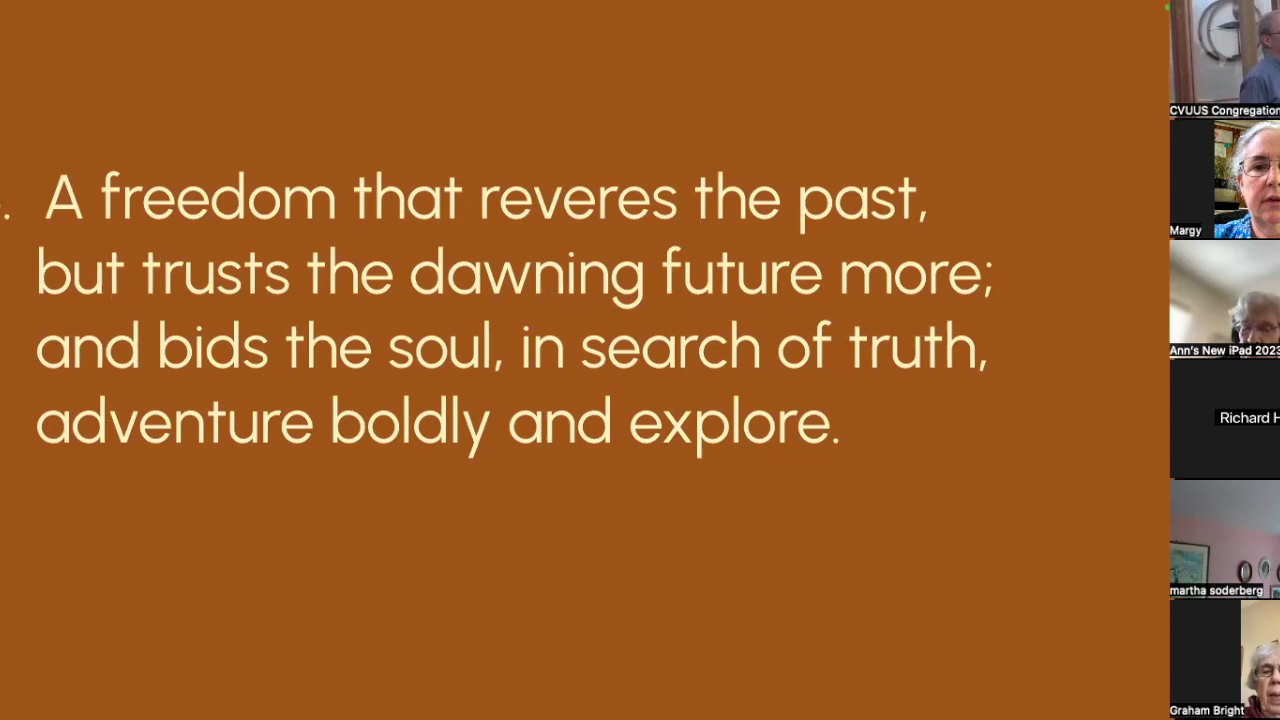 . A freedom that reveres the past,
but trusts the dawning future more;
and bids the soul, in search of truth,
adventure boldly and explore.
CVUUS Congregation
Margy
Ann's New iPad 2023
Richard H
martha soderberg
Graham Bright